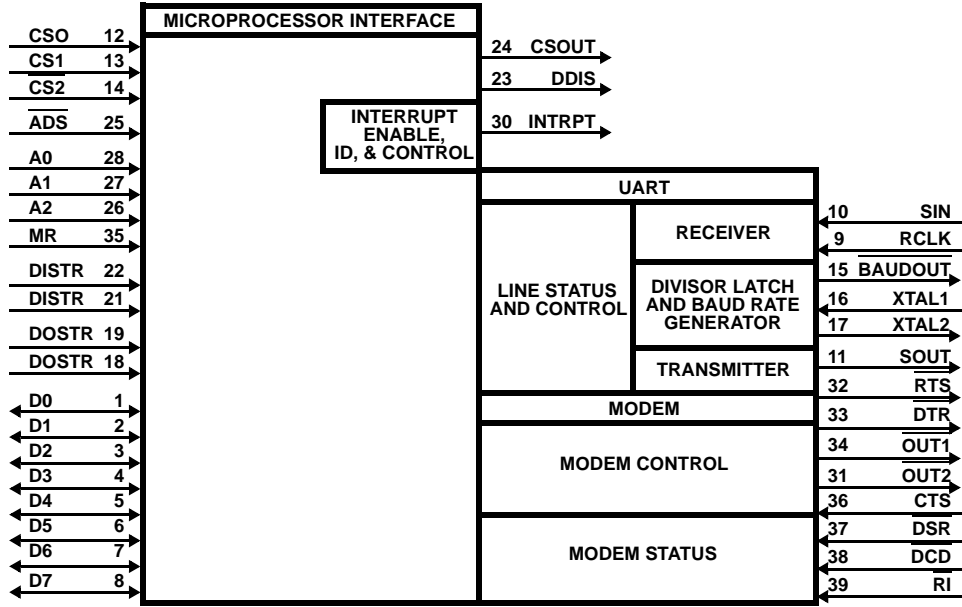 MICROPROCESSOR INTERFACE
CSO 12
CS1 13
CS2 14
ADS 25
A0 28
A1 27
A2 26
MR 35
DISTR 22
DISTR 21
DOSTR 19
DOSTR 18
D0 1
D1 2
D2 3
D3 4
D4 5
D5 6
D6 7
D7 8
24 CSOUT
23 DDIS
30 INTRPT
INTERRUPT
ENABLE,
ID, & CONTROL
UART
LINE STATUS
AND CONTROL
RECEIVER
DIVISOR LATCH
AND BAUD RATE
GENERATOR
TRANSMITTER
MODEM
MODEM CONTROL
MODEM STATUS
10 SIN
9 RCLK
15 BAUDOUT
16 XTAL1
17 XTAL2
11 SOUT
32 RTS
33 DTR
34 OUT1
31 OUT2
36 CTS
37 DSR
38 DCD
39 RI